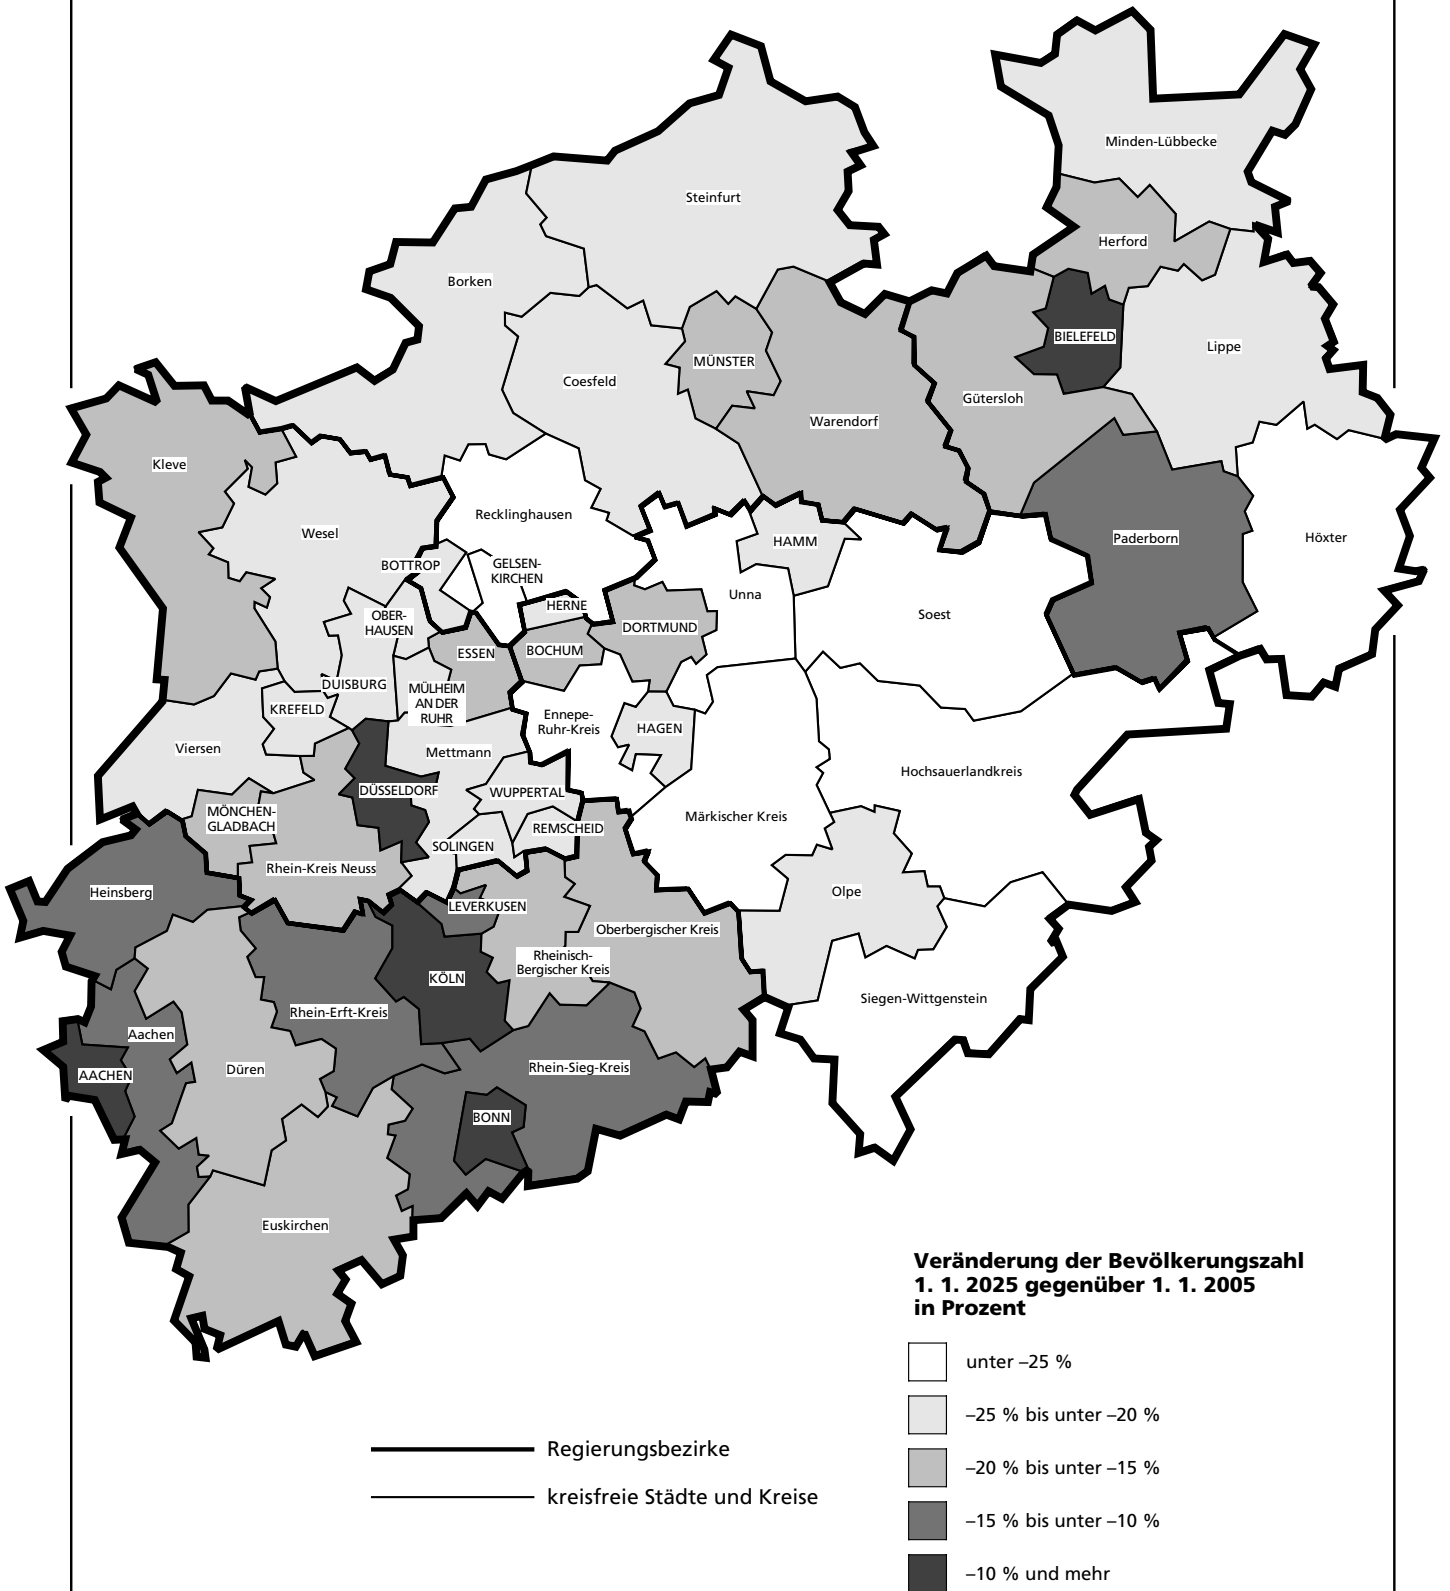 Minden-Lübbecke
Steinfurt
Herford
Borken
BIELEFELD
Lippe
MÜNSTER
Coesfeld
Gütersloh
Warendorf
Kleve
Recklinghausen
Wesel
Paderborn
Höxter
HAMM
BOTTROP
GELSEN-
KIRCHEN
Unna
HERNE
Soest
OBER-
HAUSEN
DORTMUND
ESSEN
BOCHUM
DUISBURG
MÜLHEIM
AN DER
RUHR
KREFELD
Ennepe-
Ruhr-Kreis
HAGEN
Viersen
Mettmann
Hochsauerlandkreis
DÜSSELDORF
WUPPERTAL
MÖNCHEN-
GLADBACH
Märkischer Kreis
REMSCHEID
SOLINGEN
Rhein-Kreis Neuss
Heinsberg
Olpe
LEVERKUSEN
Oberbergischer Kreis
Rheinisch-
Bergischer Kreis
KÖLN
Siegen-Wittgenstein
Rhein-Erft-Kreis
Aachen
Düren
Rhein-Sieg-Kreis
AACHEN
BONN
Euskirchen
Veränderung der Bevölkerungszahl
1. 1. 2025 gegenüber 1. 1. 2005
in Prozent
unter –25 %
–25 % bis unter –20 %
–20 % bis unter –15 %
–15 % bis unter –10 %
–10 % und mehr
Regierungsbezirke
kreisfreie Städte und Kreise